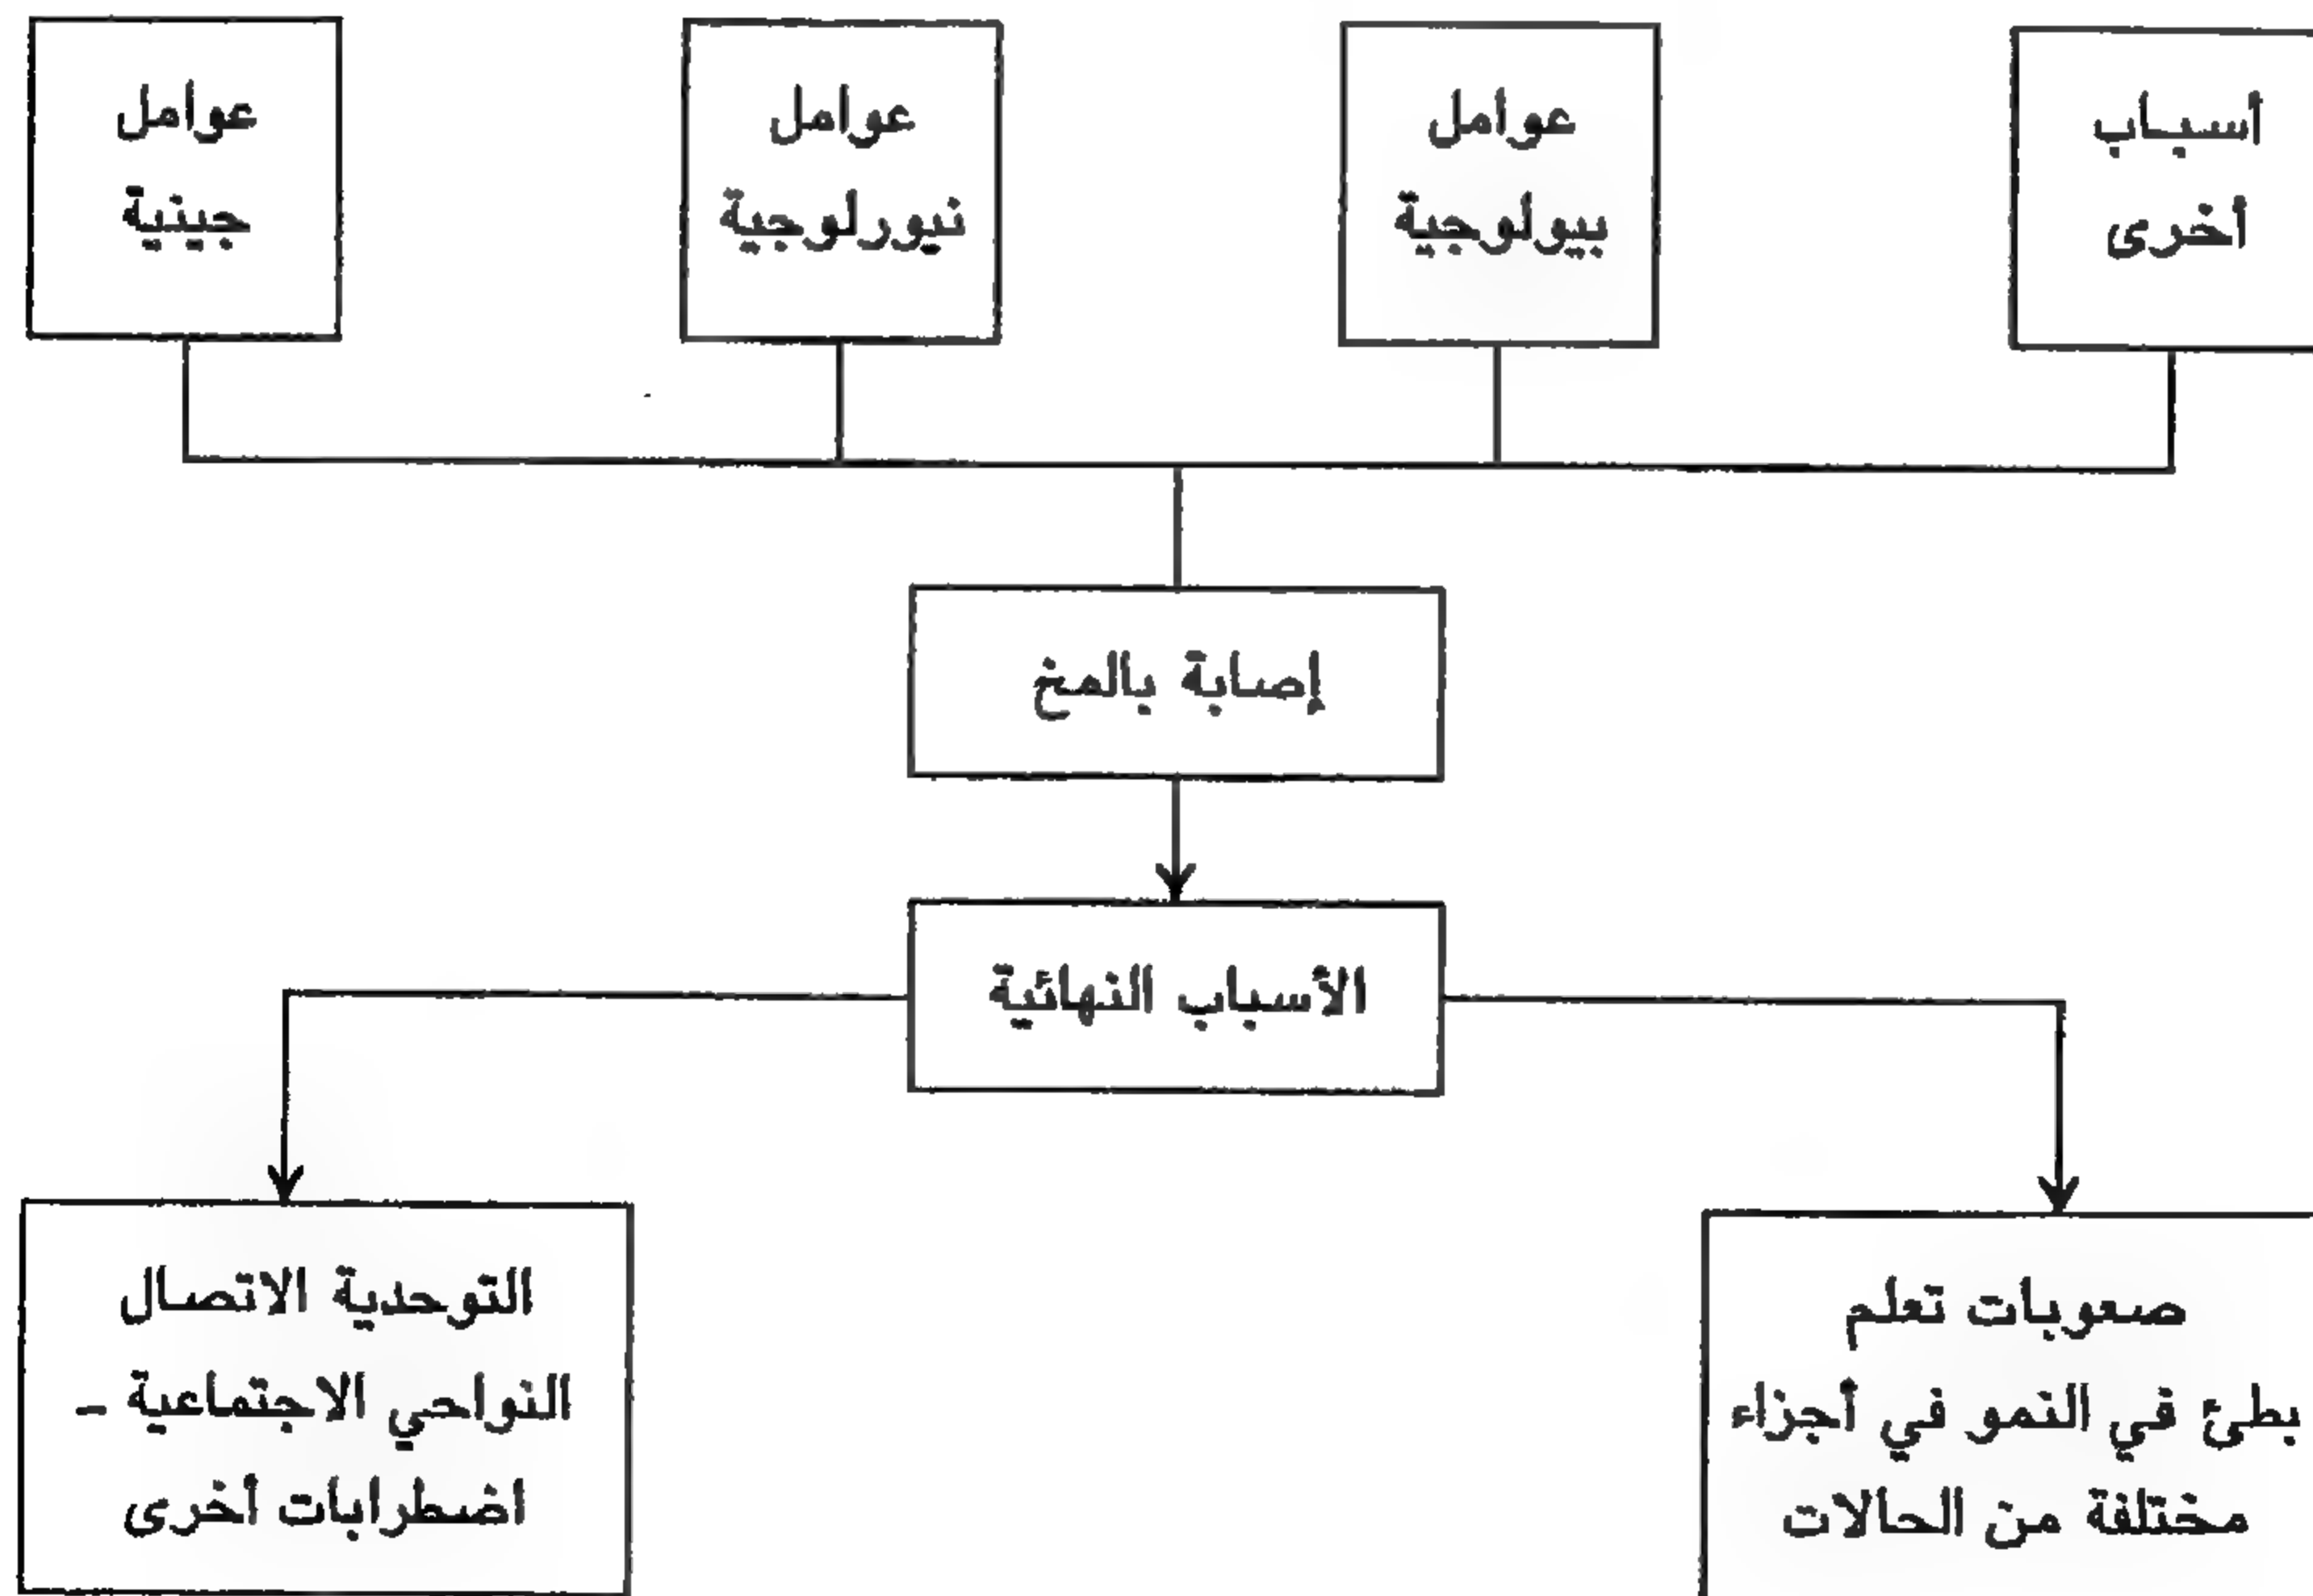 أسباب
أخرى
عوامل
بيولوجية
عوامل
نيورلوجية
عوامل
جينية
إصابة بالمخ
الأسباب النهائية
صعوبات تعلم
بطئ في النمو في أجزاء
مختلفة من الحالات
التوحدية الاتصال
النواحي الاجتماعية -
اضطرابات أخرى